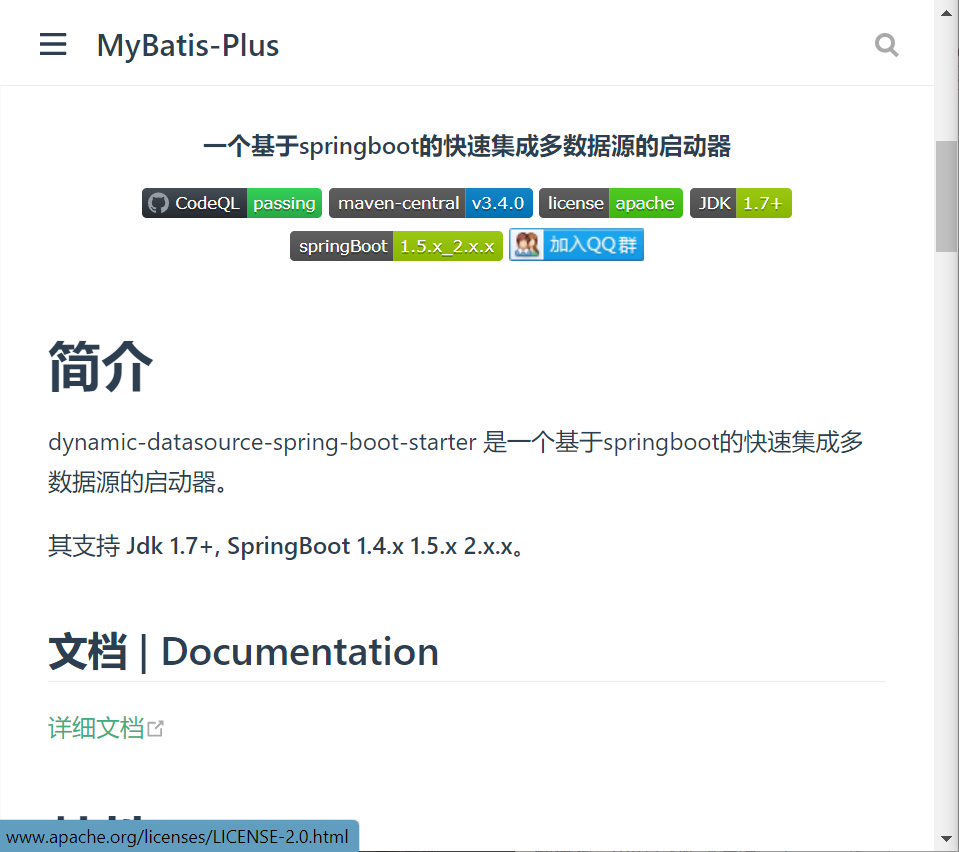 MyBatis-Plus
一个基于springboot的快速集成多数据源的启动器
CodeQL passing maven-central v3.4.0 license apache JDK 1.7+
springBoot 1.5.x_2.x.x 加入QQ群
简介
dynamic-datasource-spring-boot-starter 是一个基于springboot的快速集成多
数据源的启动器。
其支持 Jdk 1.7+, SpringBoot 1.4.x 1.5.x 2.x.x。
文档 | Documentation
详细文档
www.apache.org/licenses/LICENSE-2.0.html